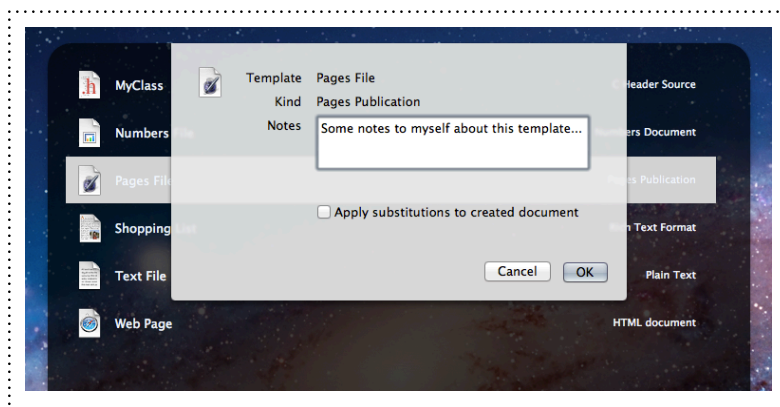 MyClass
Template Pages File
Header Source
Kind Pages Publication
Numbers File
Notes Some notes to myself about this template...
Numbers Document
Pages File
Pages Publication
Apply substitutions to created document
Shopping List
Rich Text Format
Text File
Cancel OK
Plain Text
Web Page
HTML document